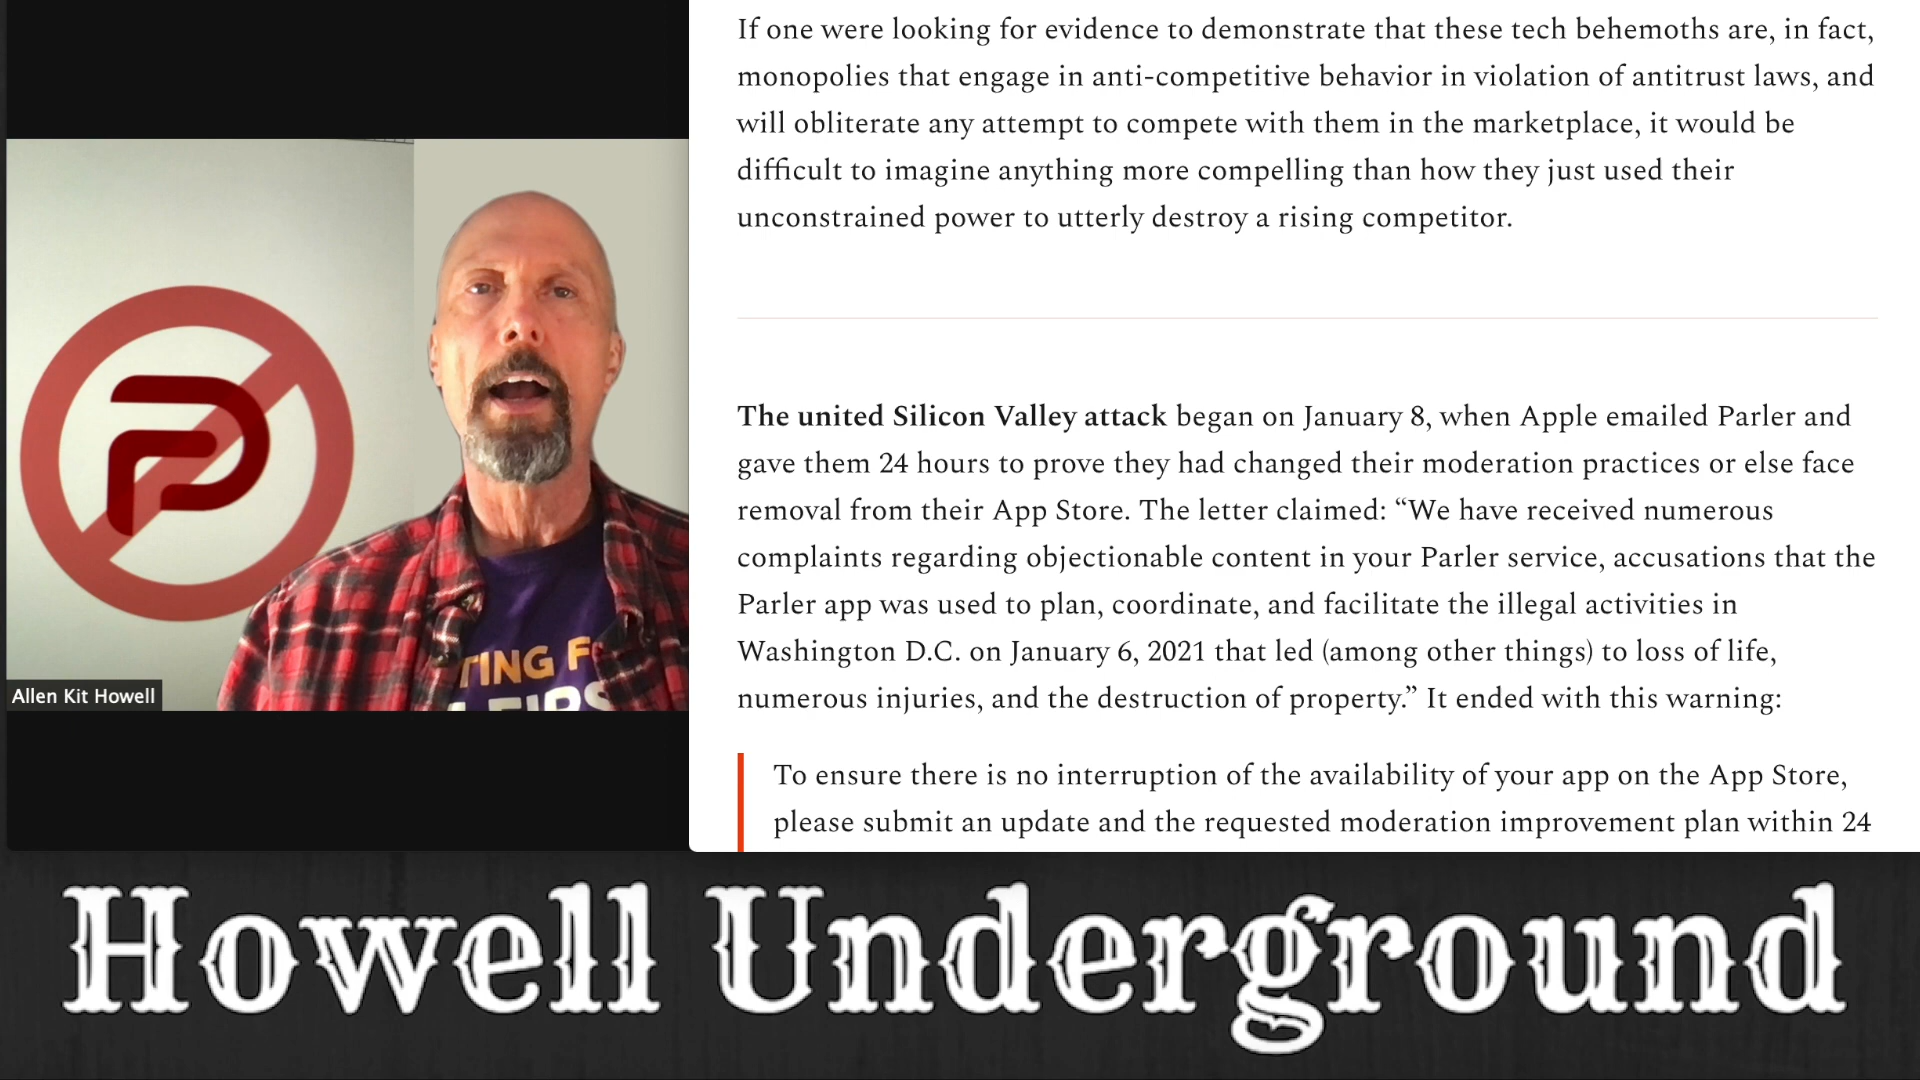 If one were looking for evidence to demonstrate that these tech behemoths are, in fact,
monopolies that engage in anti-competitive behavior in violation of antitrust laws, and
will obliterate any attempt to compete with them in the marketplace, it would be
difficult to imagine anything more compelling than how they just used their
unconstrained power to utterly destroy a rising competitor.
The united Silicon Valley attack began on January 8, when Apple emailed Parler and
gave them 24 hours to prove they had changed their moderation practices or else face
removal from their App Store. The letter claimed: “We have received numerous
complaints regarding objectionable content in your Parler service, accusations that the
Parler app was used to plan, coordinate, and facilitate the illegal activities in
Washington D.C. on January 6, 2021 that led (among other things) to loss of life,
numerous injuries, and the destruction of property.” It ended with this warning:
To ensure there is no interruption of the availability of your app on the App Store,
please submit an update and the requested moderation improvement plan within 24
TING
Allen Kit Howell
Howell Underground